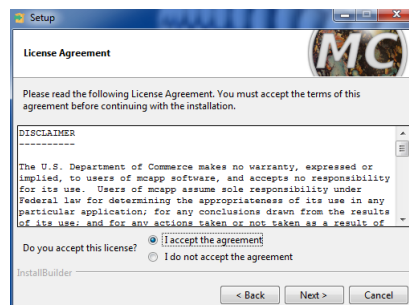 Setup
MC
License Agreement
Please read the following License Agreement. You must accept the terms of this
agreement before continuing with the installation.
DISCLAIMER
----------
The U.S. Department of Commerce makes no warranty, expressed or
implied, to users of mcapp software, and accepts no responsibility
for its use. Users of mcapp assume sole responsibility under
Federal law for determining the appropriateness of its use in any
particular application; for any conclusions drawn from the results
of its use; and for any actions taken or not taken as a result of
Do you accept this license?
I accept the agreement
I do not accept the agreement
InstallBuilder
< Back Next > Cancel